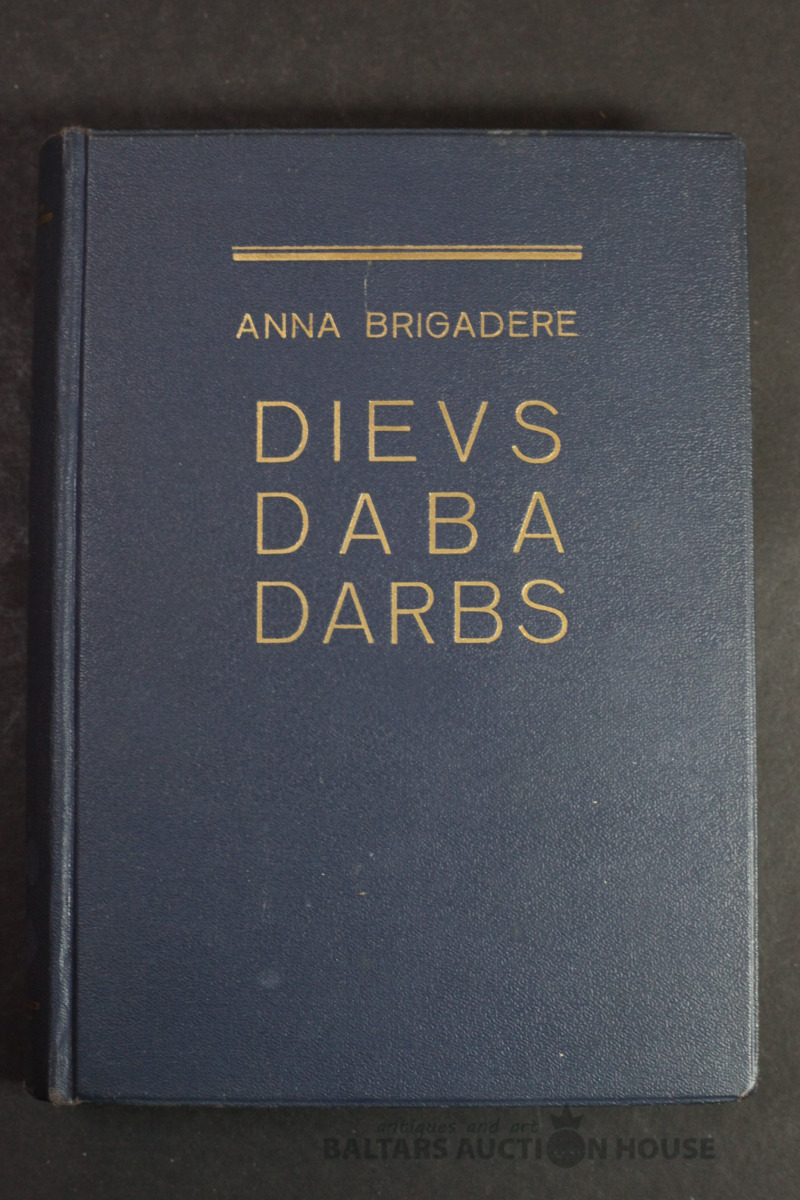 ANNA BRIGADERE
DIEVS
DABA
DARBS
antiques and art
BALTARS AUCTION HOUSE